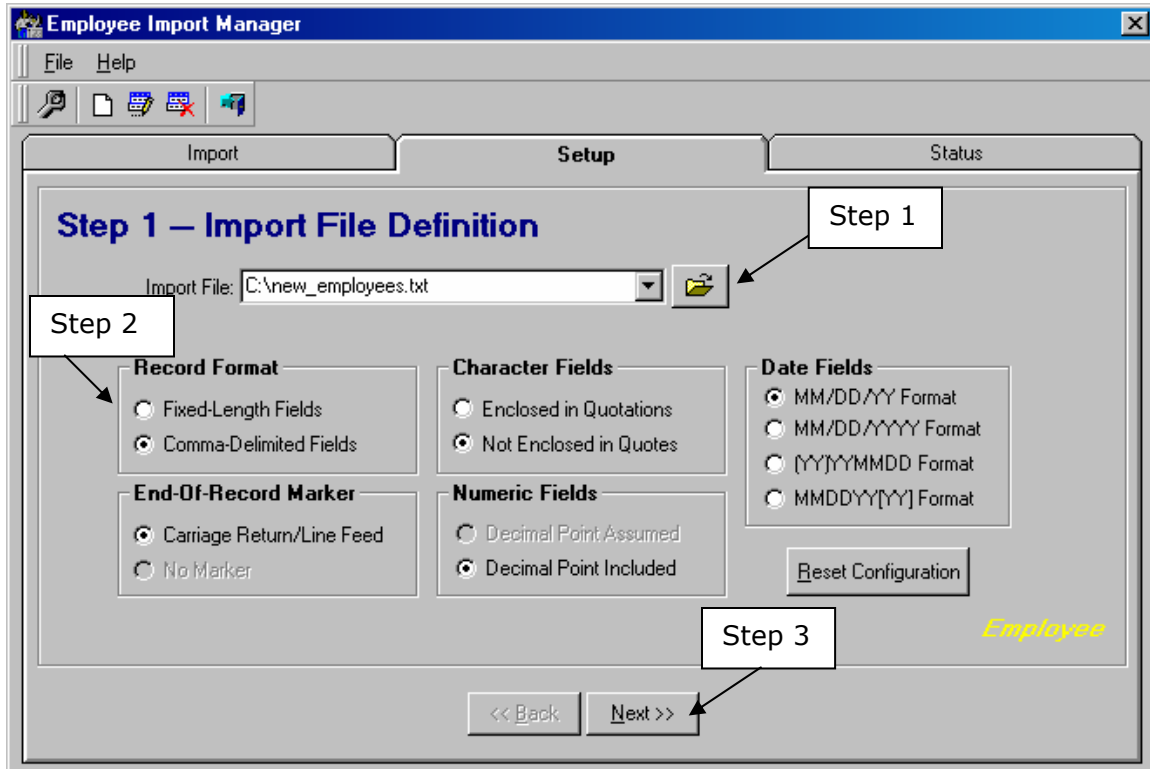 Employee Import Manager
File Help
Import Setup Status
Step 1 — Import File Definition
Step 1
Import File: C:\new_employees.txt
Step 2
Record Format
Fixed-Length Fields
Comma-Delimited Fields
Character Fields
Enclosed in Quotations
Not Enclosed in Quotes
Date Fields
MM/DD/YY Format
MM/DD/YYYY Format
[YY]YYMMDD Format
MMDDYY[YY] Format
End-Of-Record Marker
Carriage Return/Line Feed
No Marker
Numeric Fields
Decimal Point Assumed
Decimal Point Included
Reset Configuration
Employee
Step 3
<< Back Next >>